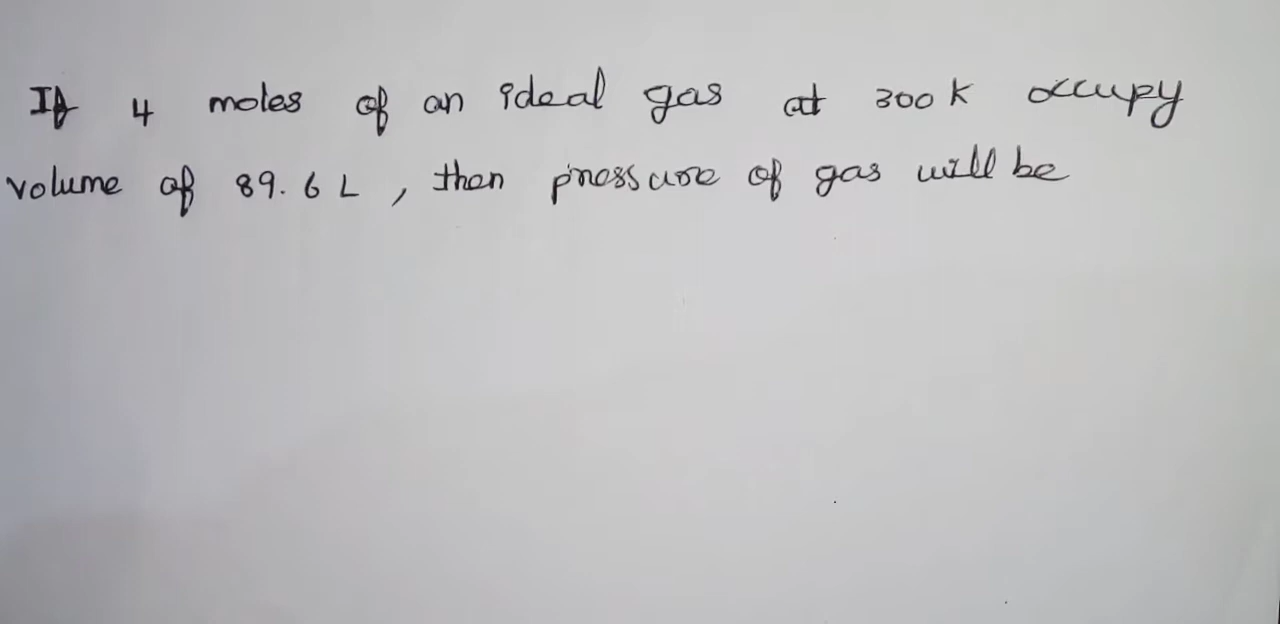 If 4 moles of an ideal gas at 300 K occupy
volume of 89.6 L, then pressure of gas will be